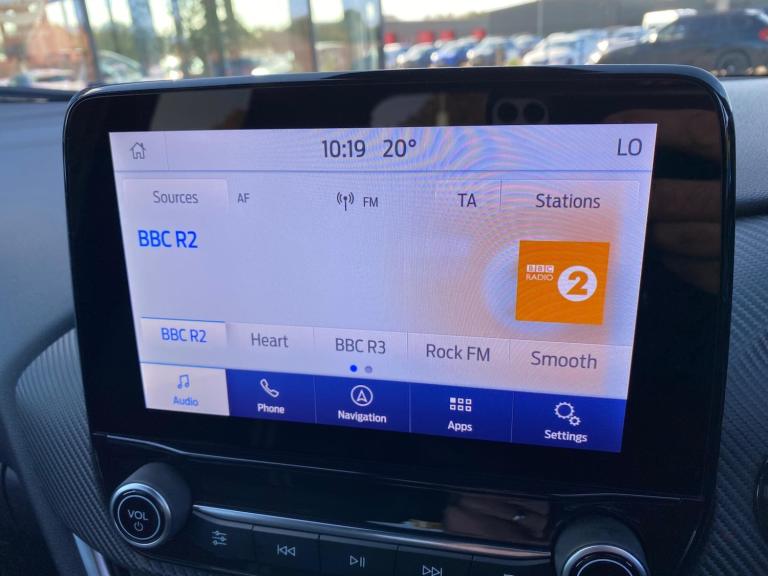 10:19 20° LO
Sources AF FM TA Stations
BBC R2
BBC
RADIO 2
BBC R2 Heart BBC R3 Rock FM Smooth
Audio Phone Navigation Apps Settings
VOL